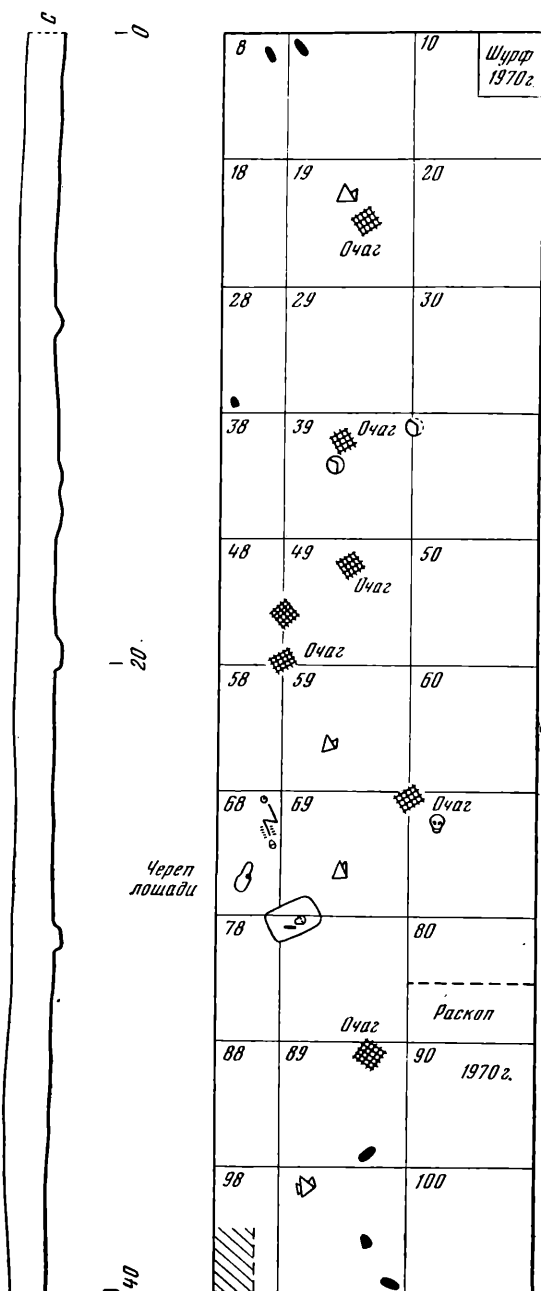 С
0
8
10
Шурф
1970г.
18
19
20
Очаг
28
29
30
38
39
Очаг
48
49
50
Очаг
20
Очаг
58
59
60
68
69
Очаг
Череп
лошади
78
80
Раскоп
Очаг
88
89
90
1970г.
98
100
40